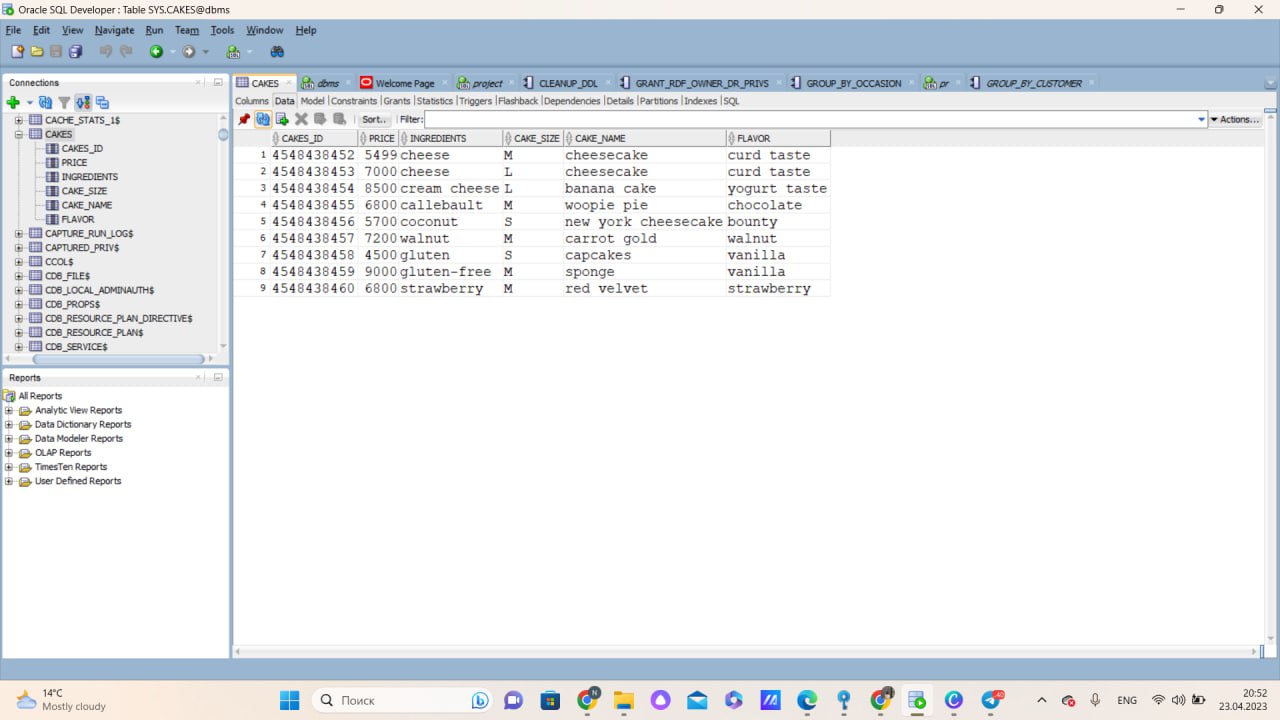 Oracle SQL Developer : Table SYS.CAKES@dbms
File Edit View Navigate Run Team Tools Window Help
Connections
CACHE_STATS_1$
CAKES
CAKES_ID
PRICE
INGREDIENTS
CAKE_SIZE
CAKE_NAME
FLAVOR
CAPTURE_RUN_LOG$
CAPTURED_PRIV$
CCOL$
CDB_FILE$
CDB_LOCAL_ADMINAUTH$
CDB_PROPS$
CDB_RESOURCE_PLAN_DIRECTIVE$
CDB_RESOURCE_PLAN$
CDB_SERVICE$
Reports
All Reports
Analytic View Reports
Data Dictionary Reports
Data Modeler Reports
OLAP Reports
TimesTen Reports
User Defined Reports
CAKES dbms Welcome Page project CLEANUP_DDL GRANT_RDF_OWNER_DR_PRIVS GROUP_BY_OCCASION pr GROUP_BY_CUSTOMER
Columns Data Model Constraints Grants Statistics Triggers Flashback Dependencies Details Partitions Indexes SQL
Sort.. Filter: Actions...
CAKES_ID PRICE INGREDIENTS CAKE_SIZE CAKE_NAME FLAVOR
1 4548438452 5499 cheese M cheesecake curd taste
2 4548438453 7000 cheese L cheesecake curd taste
3 4548438454 8500 cream cheese L banana cake yogurt taste
4 4548438455 6800 callebault M woopie pie chocolate
5 4548438456 5700 coconut S new york cheesecake bounty
6 4548438457 7200 walnut M carrot gold walnut
7 4548438458 4500 gluten S capcakes vanilla
8 4548438459 9000 gluten-free M sponge vanilla
9 4548438460 6800 strawberry M red velvet strawberry
14°C
Mostly cloudy
Поиск
ENG
20:52
23.04.2023